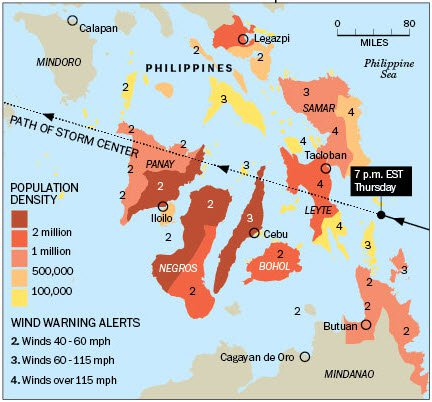 Calapan
MINDORO
Legazpi
0 80
MILES
Philippine
Sea
PHILIPPINES
2
2
2
3
3
SAMAR
4
4
PATH OF STORM CENTER
2
PANAY
2
2
2
3
Tacloban
4
7 p.m. EST
Thursday
POPULATION
DENSITY
2 million
1 million
500,000
100,000
Iloilo
2
2
3
Cebu
LEYTE
4
3
NEGROS
2
BOHOL
2
3
2
2
Butuan
2
Cagayan de Oro
MINDANAO
WIND WARNING ALERTS
2. Winds 40 - 60 mph
3. Winds 60 - 115 mph
4. Winds over 115 mph